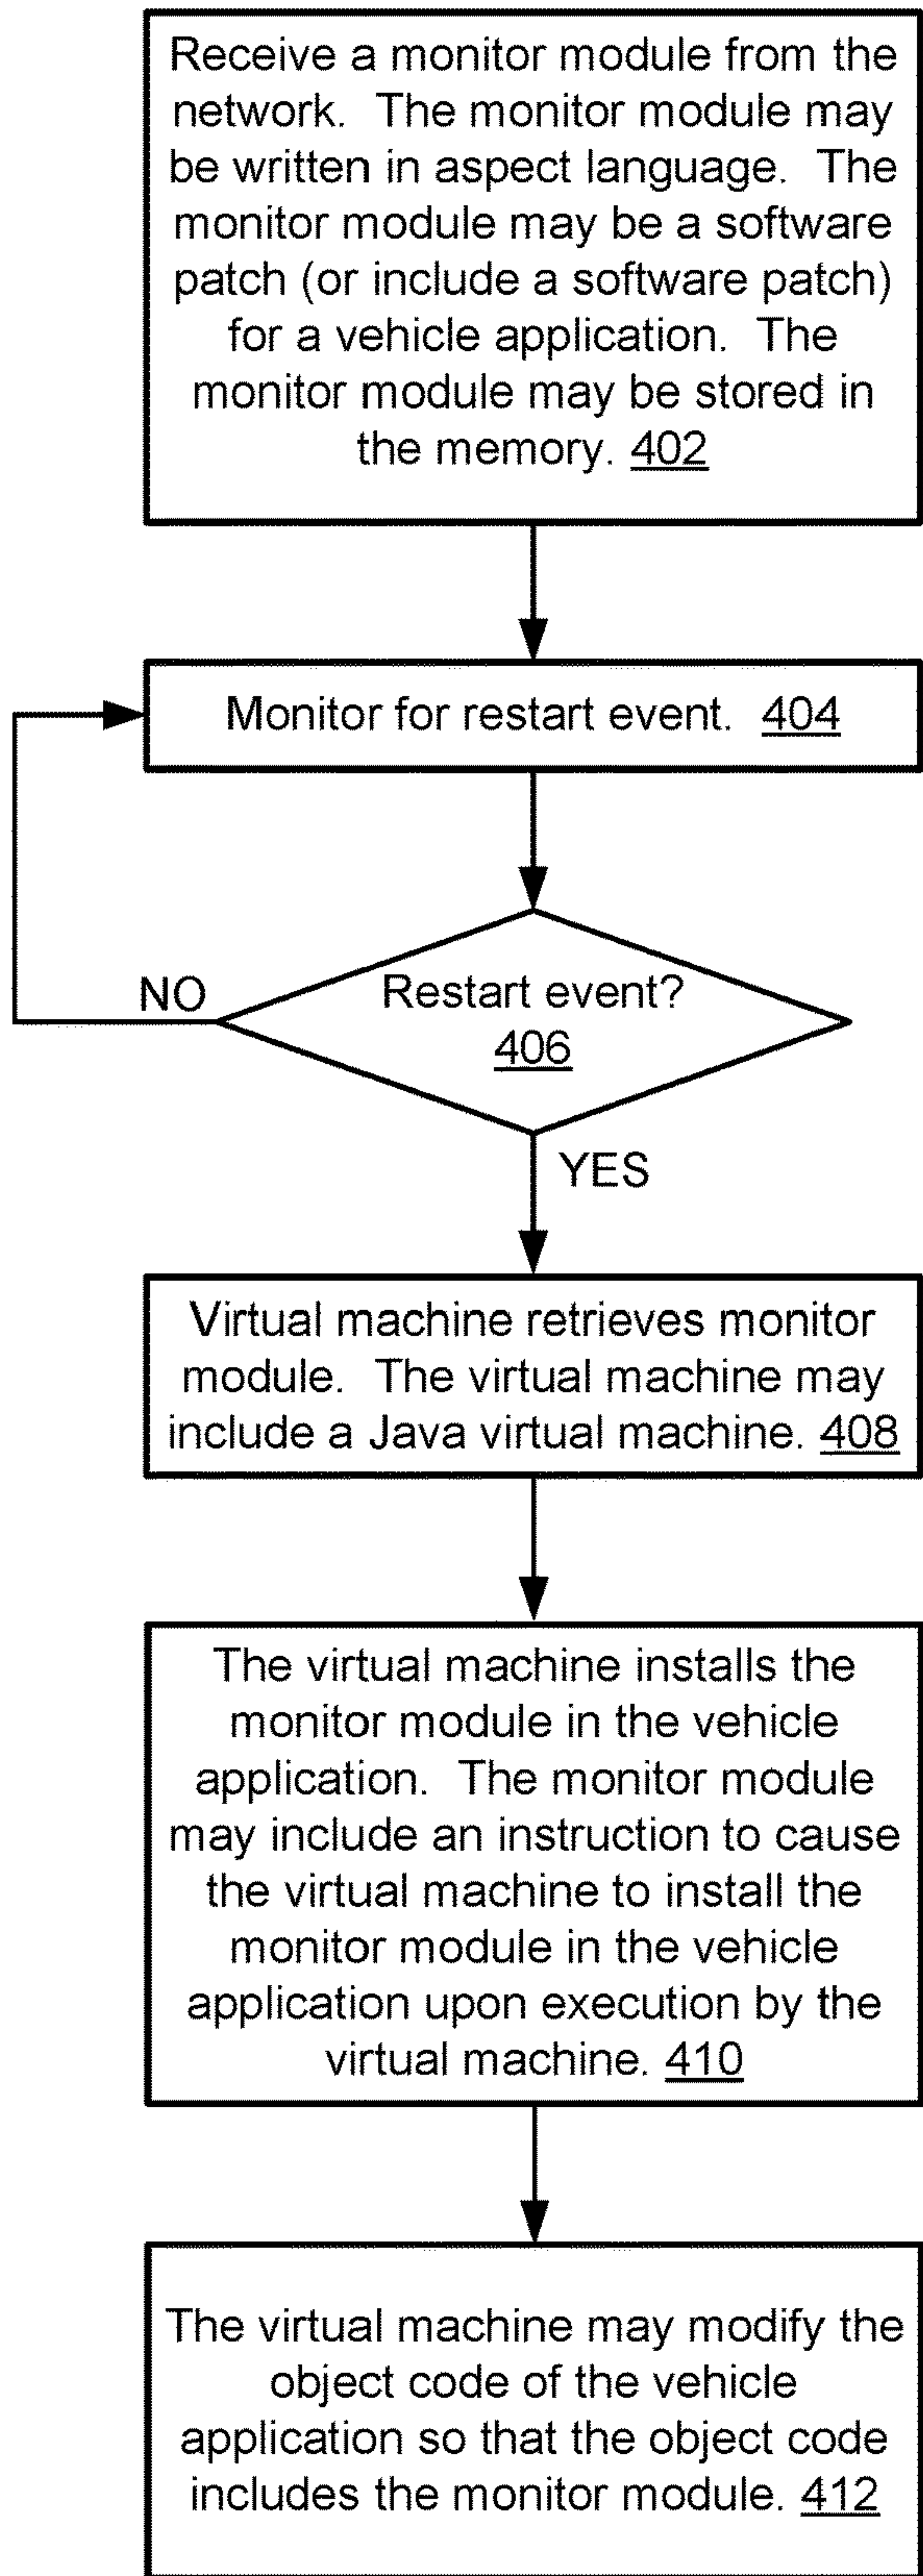 Receive a monitor module from the
network. The monitor module may
be written in aspect language. The
monitor module may be a software
patch (or include a software patch)
for a vehicle application. The
monitor module may be stored in
the memory. 402
Monitor for restart event. 404
NO
Restart event?
406
YES
Virtual machine retrieves monitor
module. The virtual machine may
include a Java virtual machine. 408
The virtual machine installs the
monitor module in the vehicle
application. The monitor module
may include an instruction to cause
the virtual machine to install the
monitor module in the vehicle
application upon execution by the
virtual machine. 410
The virtual machine may modify the
object code of the vehicle
application so that the object code
includes the monitor module. 412